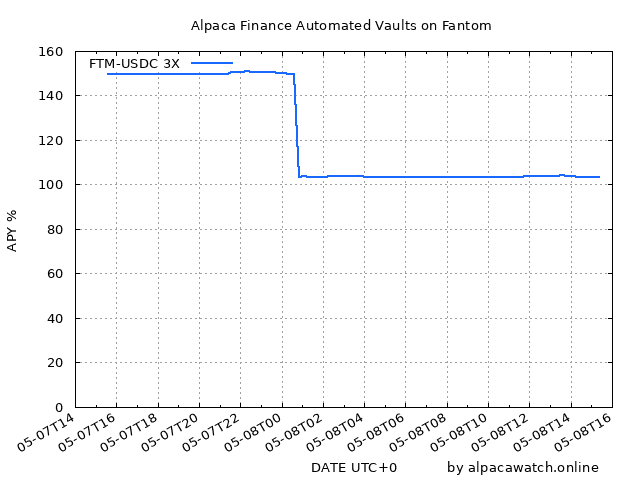 Alpaca Finance Automated Vaults on Fantom
FTM-USDC 3X
APY %
160
140
120
100
80
60
40
20
0
05-07T14
05-07T16
05-07T18
05-07T20
05-07T22
05-08T00
05-08T02
05-08T04
05-08T06
05-08T08
05-08T10
05-08T12
05-08T14
05-08T16
DATE UTC+0
by alpacawatch.online